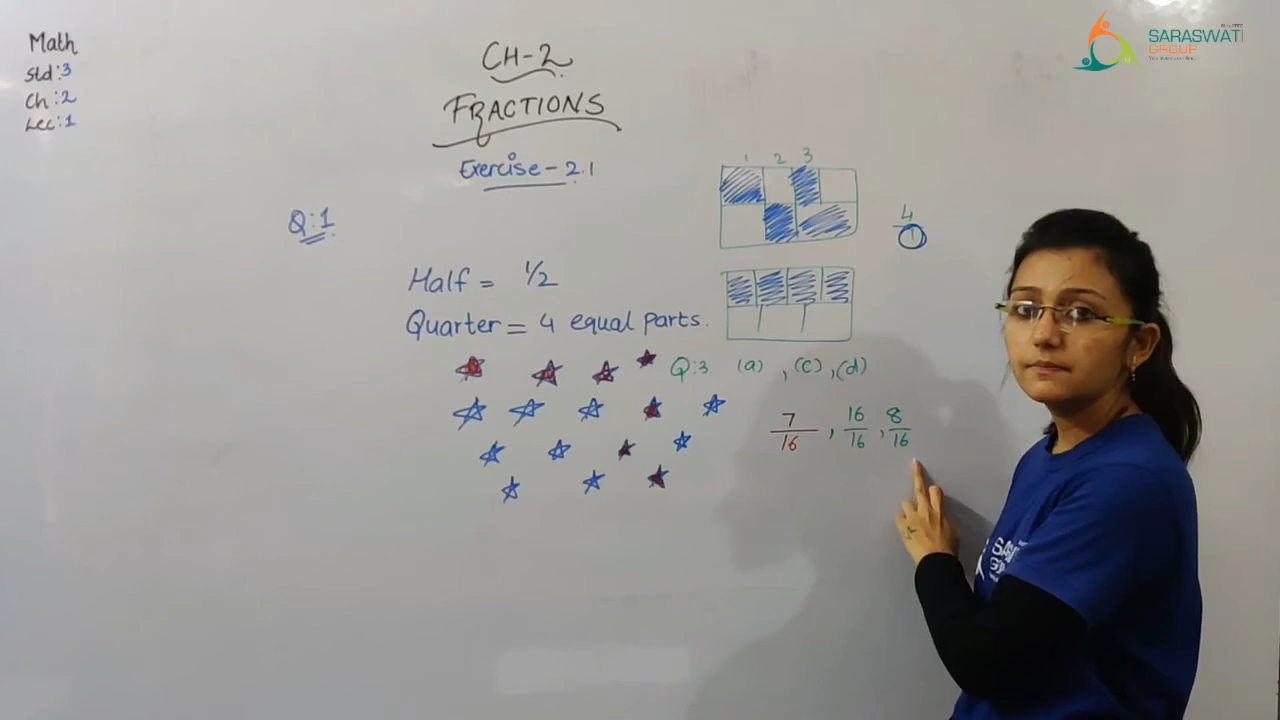 Math
Std:3
Ch:2
Lec:1
CH-2
FRACTIONS
Exercise-2.1
Q:1
Half = 1/2
Quarter = 4 equal parts.
1 2 3
4
1
Q:3 (a), (c), (d)
7/16, 16/16, 8/16
SARASWATI
GROUP